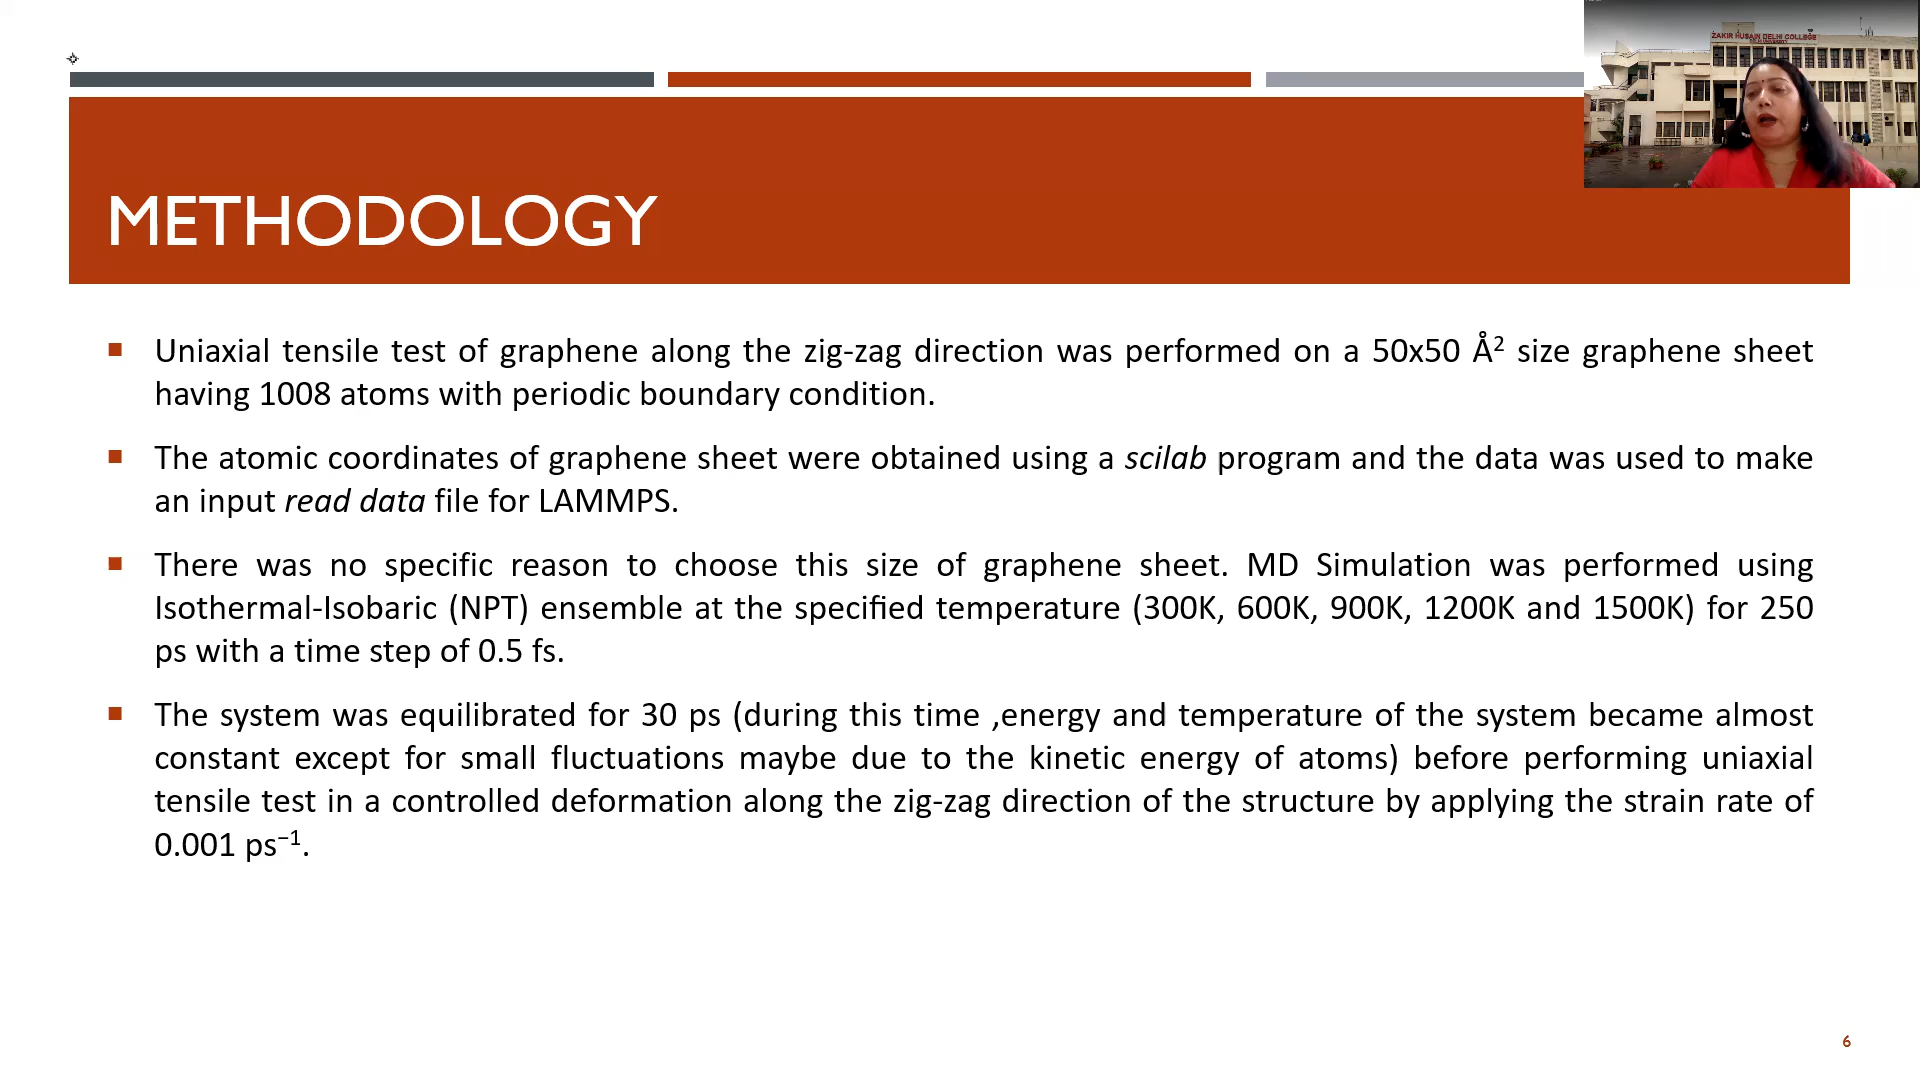 ZAKIR HUSAIN DELHI COLLEGE
METHODOLOGY
Uniaxial tensile test of graphene along the zig-zag direction was performed on a 50x50 Å² size graphene sheet
having 1008 atoms with periodic boundary condition.
The atomic coordinates of graphene sheet were obtained using a scilab program and the data was used to make
an input read data file for LAMMPS.
There was no specific reason to choose this size of graphene sheet. MD Simulation was performed using
Isothermal-Isobaric (NPT) ensemble at the specified temperature (300K, 600K, 900K, 1200K and 1500K) for 250
ps with a time step of 0.5 fs.
The system was equilibrated for 30 ps (during this time ,energy and temperature of the system became almost
constant except for small fluctuations maybe due to the kinetic energy of atoms) before performing uniaxial
tensile test in a controlled deformation along the zig-zag direction of the structure by applying the strain rate of
0.001 ps⁻¹.
6